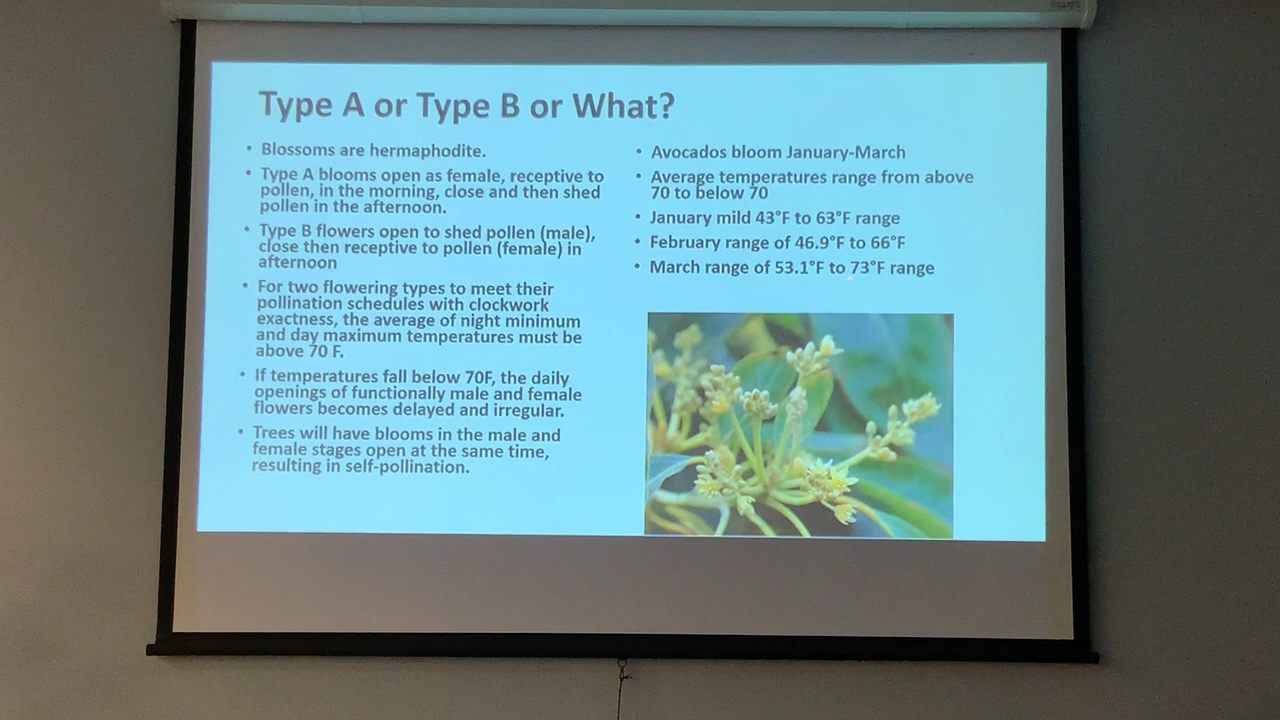 Type A or Type B or What?
• Blossoms are hermaphodite.
• Type A blooms open as female, receptive to
pollen, in the morning, close and then shed
pollen in the afternoon.
• Type B flowers open to shed pollen (male),
close then receptive to pollen (female) in
afternoon
• For two flowering types to meet their
pollination schedules with clockwork
exactness, the average of night minimum
and day maximum temperatures must be
above 70 F.
• If temperatures fall below 70F, the daily
openings of functionally male and female
flowers becomes delayed and irregular.
• Trees will have blooms in the male and
female stages open at the same time,
resulting in self-pollination.
• Avocados bloom January-March
• Average temperatures range from above
70 to below 70
• January mild 43°F to 63°F range
• February range of 46.9°F to 66°F
• March range of 53.1°F to 73°F range